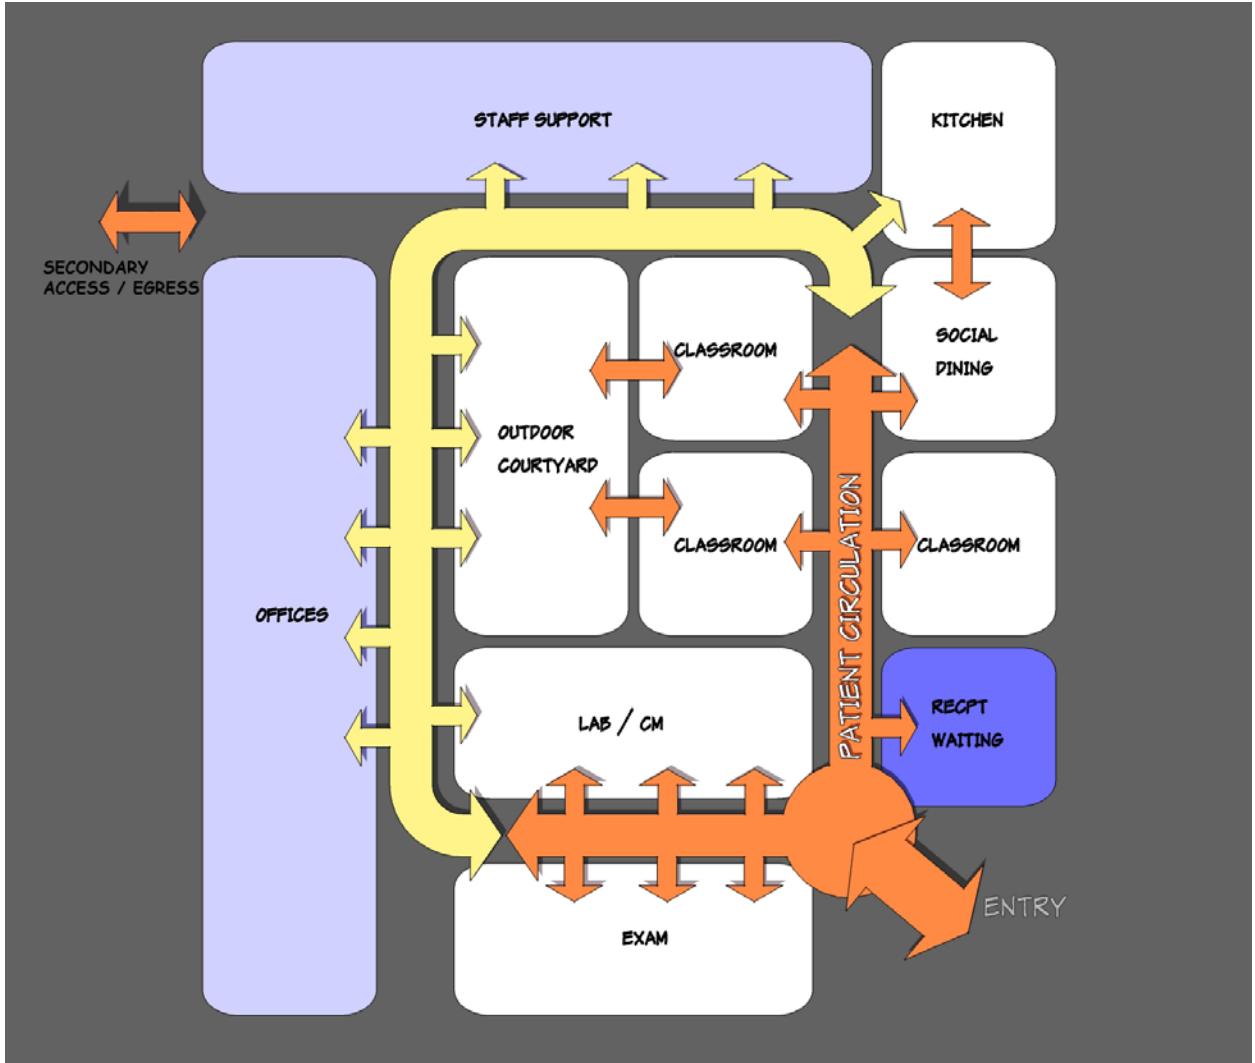 STAFF SUPPORT
KITCHEN
SECONDARY
ACCESS / EGRESS
SOCIAL
DINING
CLASSROOM
OUTDOOR
COURTYARD
CLASSROOM
CLASSROOM
PATIENT CIRCULATION
OFFICES
LAB / CM
RECPT
WAITING
ENTRY
EXAM